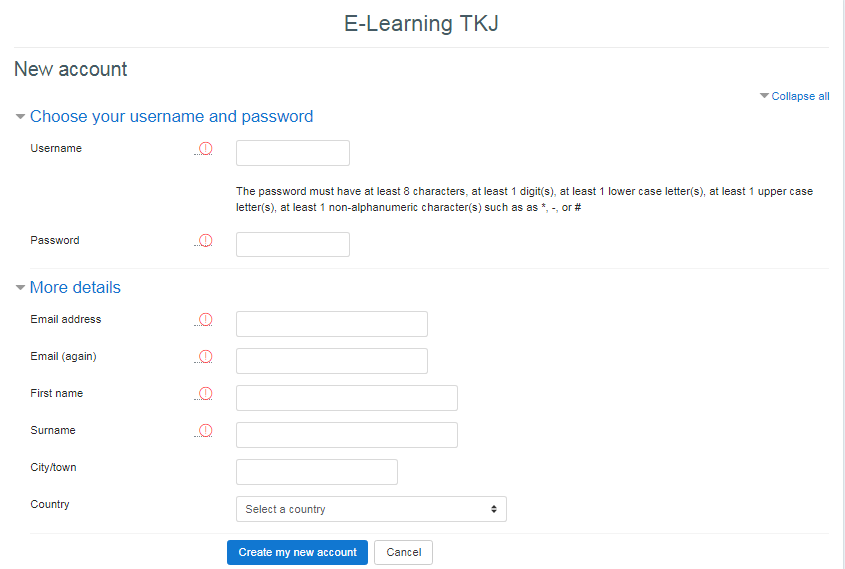 E-Learning TKJ
New account
Collapse all
Choose your username and password
Username
The password must have at least 8 characters, at least 1 digit(s), at least 1 lower case letter(s), at least 1 upper case
letter(s), at least 1 non-alphanumeric character(s) such as as *, -, or #
Password
More details
Email address
Email (again)
First name
Surname
City/town
Country
Select a country
Create my new account
Cancel